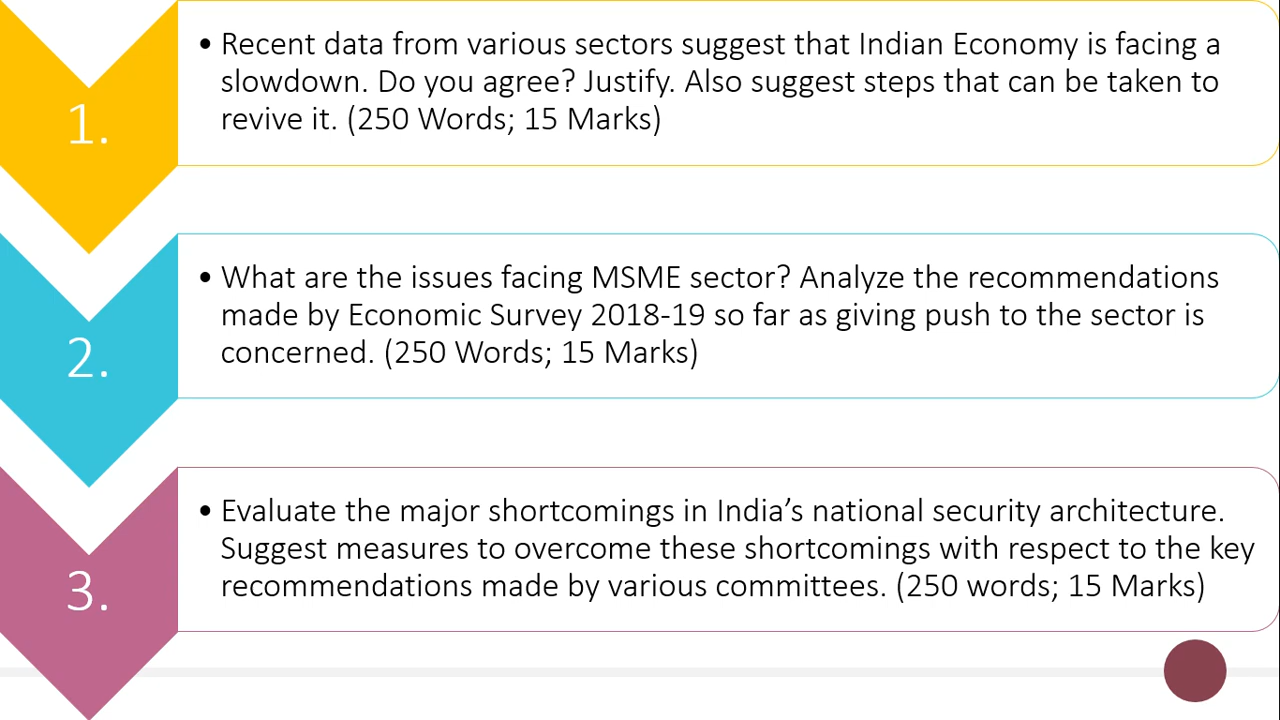 1.
• Recent data from various sectors suggest that Indian Economy is facing a
slowdown. Do you agree? Justify. Also suggest steps that can be taken to
revive it. (250 Words; 15 Marks)
2.
• What are the issues facing MSME sector? Analyze the recommendations
made by Economic Survey 2018-19 so far as giving push to the sector is
concerned. (250 Words; 15 Marks)
3.
• Evaluate the major shortcomings in India’s national security architecture.
Suggest measures to overcome these shortcomings with respect to the key
recommendations made by various committees. (250 words; 15 Marks)